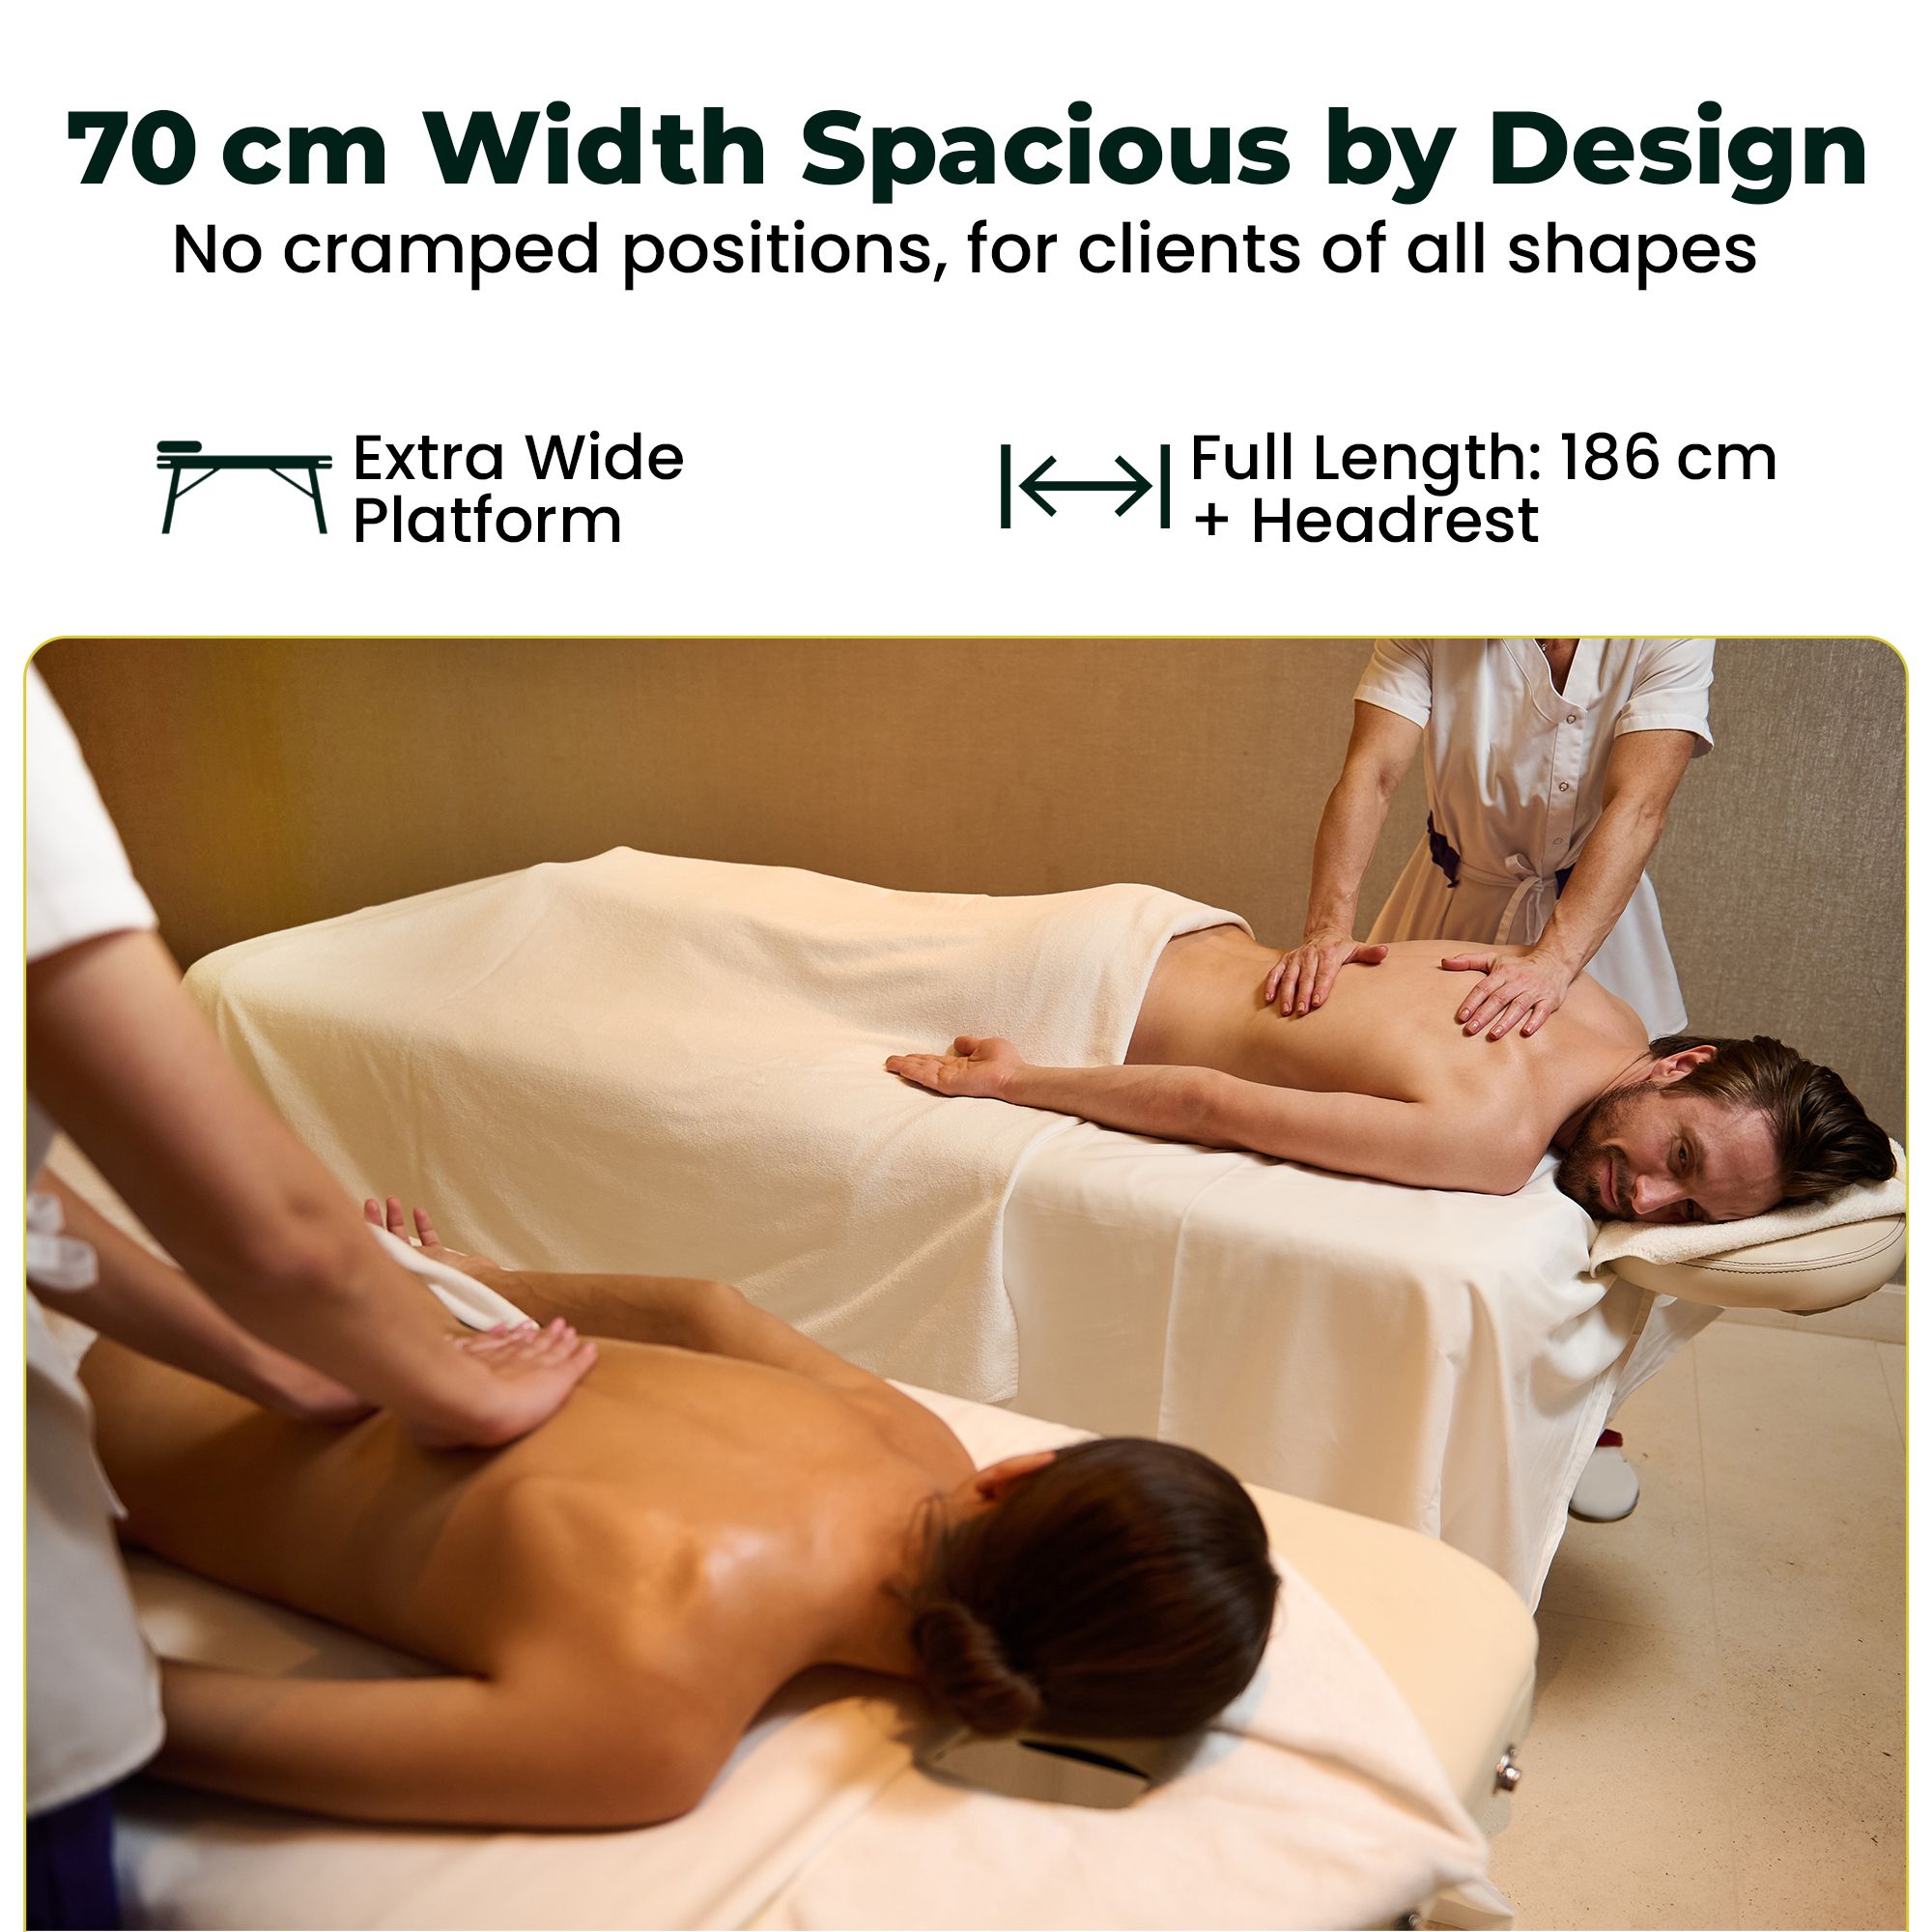 70 cm Width Spacious by Design
No cramped positions, for clients of all shapes
Extra Wide
Platform
Full Length: 186 cm
+ Headrest